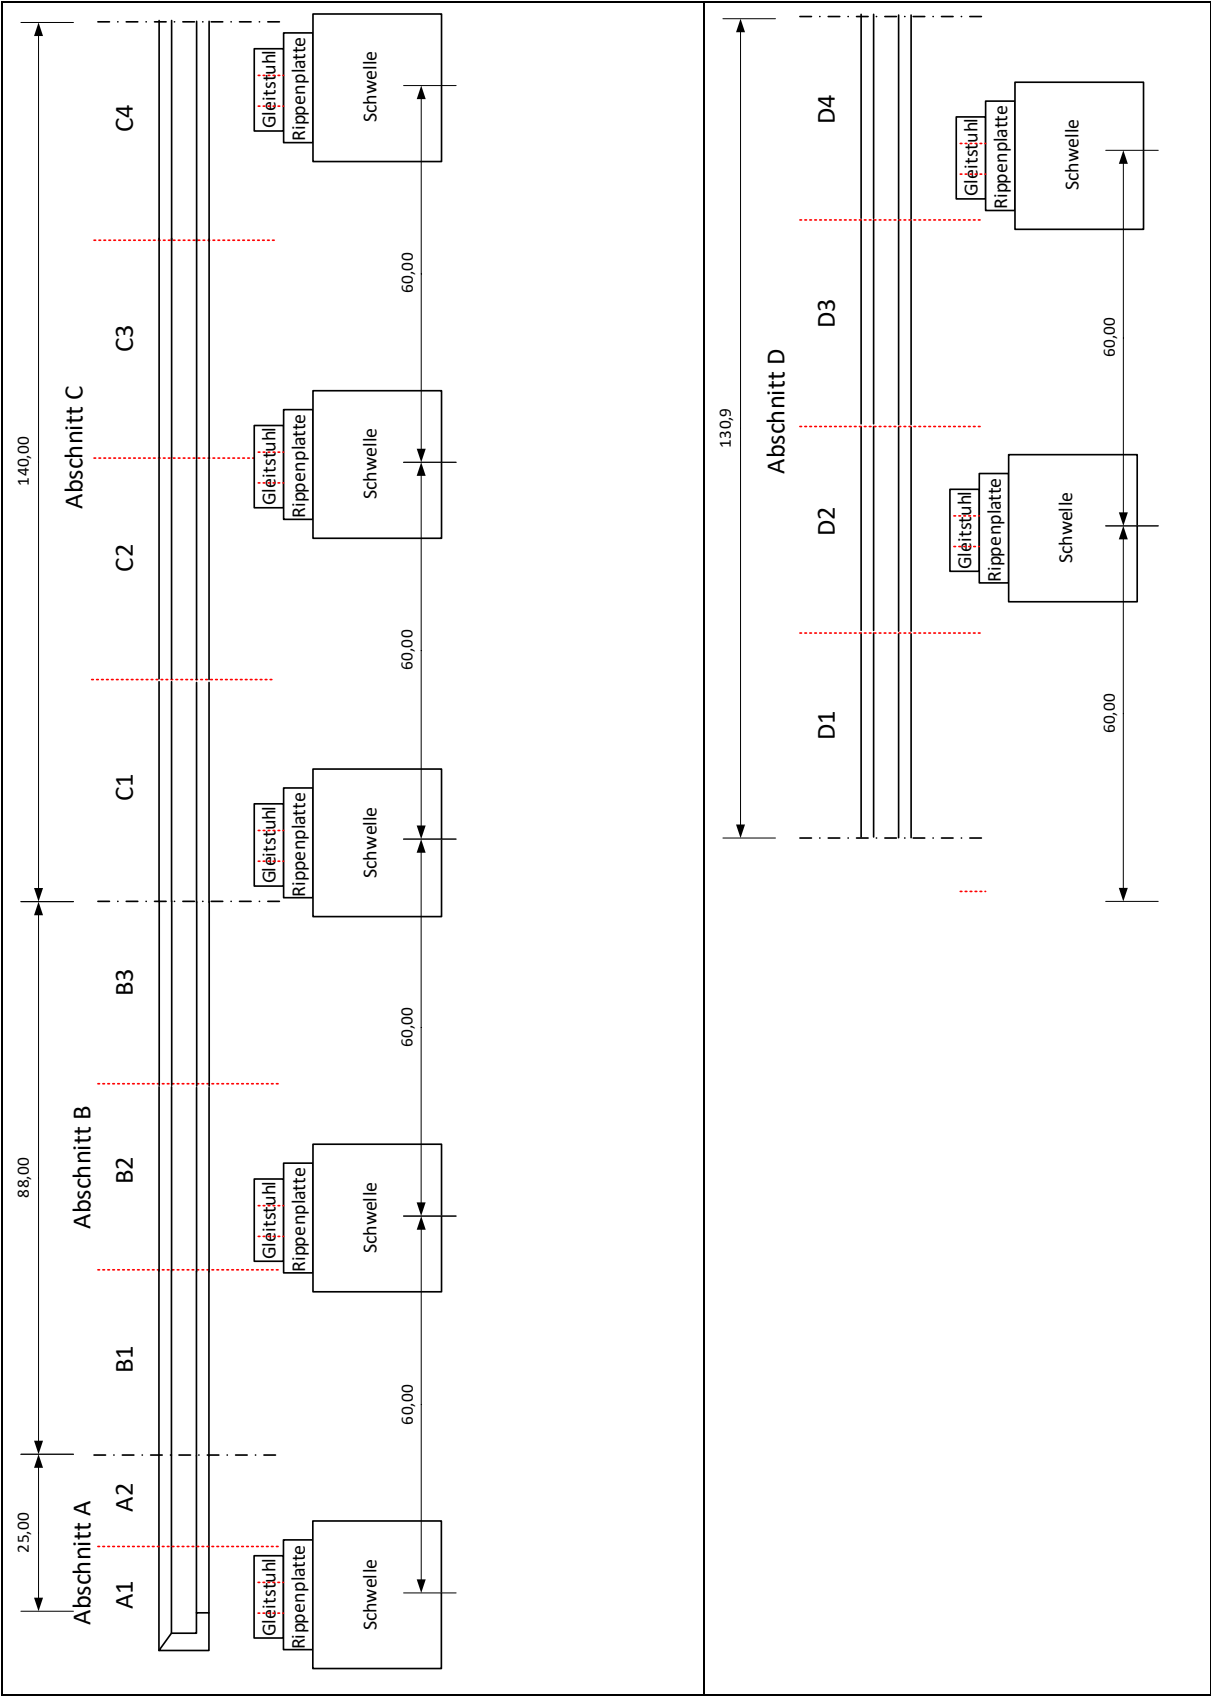 25,00 88,00 140,00
Abschnitt A Abschnitt B Abschnitt C
A1 A2 B1 B2 B3 C1 C2 C3 C4
Gleitstuhl Gleitstuhl Gleitstuhl Gleitstuhl Gleitstuhl
Rippenplatte Rippenplatte Rippenplatte Rippenplatte Rippenplatte
Schwelle Schwelle Schwelle Schwelle Schwelle
60,00 60,00 60,00 60,00
130,9
Abschnitt D
D1 D2 D3 D4
Gleitstuhl Gleitstuhl
Rippenplatte Rippenplatte
Schwelle Schwelle
60,00 60,00